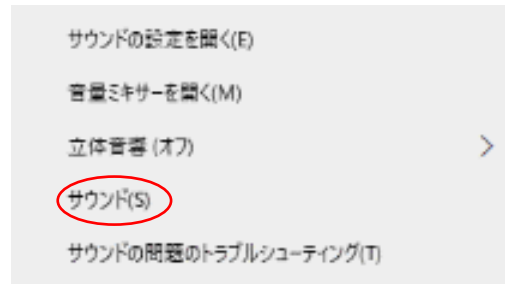 サウンドの設定を開く(E)
音量ミキサーを開く(M)
立体音響 (オフ)
サウンド(S)
サウンドの問題のトラブルシューティング(T)